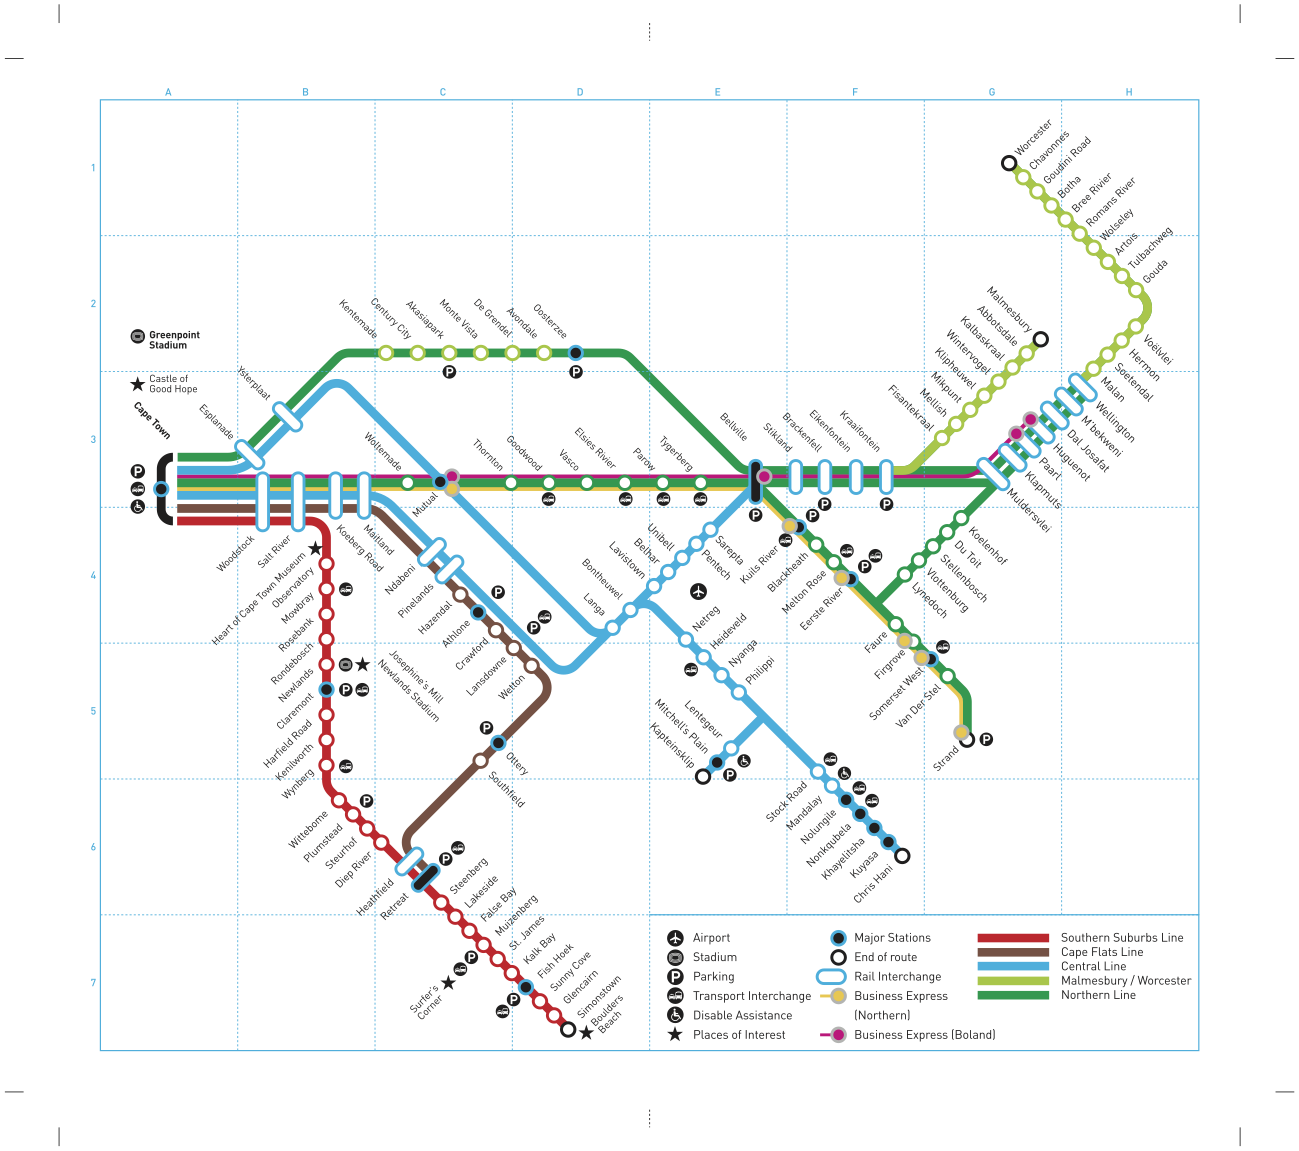 A
B
C
D
E
F
G
H
1
2
3
4
5
6
7
Worcester
Chavonnes
Goudini Road
Botha
Bree Rivier
Romans River
Wolseley
Artois
Tulbachweg
Gouda
Voëlvlei
Hermon
Soetendal
Malan
Wellington
M'bekweni
Dal Josafat
Huguenot
Paarl
Klapmuts
Muldersvlei
Malmesbury
Abbotsdale
Kalbaskraal
Wintervogel
Klipheuwel
Mikpunt
Mellish
Fisantekraal
Kentemade
Century City
Akasiapark
Monte Vista
De Grendel
Avondale
Oosterzee
Greenpoint
Stadium
Castle of
Good Hope
Cape Town
Esplanade
Ysterplaat
P
Woltemade
Mutual
Thornton
Goodwood
Vasco
Elsies Rivier
Parow
Tygerberg
Bellville
Stikland
Brackenfell
Eikenfontein
Kraaifontein
P
P
P
P
P
P
Woodstock
Salt River
Koeberg Road
Maitland
Ndabeni
Pinelands
Hazendal
Athlone
Crawford
Lansdowne
Wetton
P
P
P
Ottery
Southfield
Langa
Bontheuwel
Lavistown
Belhar
Unibell
Pentech
Sarepta
Kuils River
Blackheath
Melton Rose
Eerste River
P
P
Koelenhof
Du Toit
Stellenbosch
Vlottenburg
Lynedoch
Faure
Firgrove
Somerset West
Van Der Stel
Strand
P
Netreg
Heideveld
Nyanga
Philippi
Lentegeur
Mitchell's Plain
Kapteinsklip
P
Stock Road
Mandalay
Nolungile
Nonkqubela
Khayelitsha
Kuyasa
Chris Hani
Heart of Cape Town Museum
Observatory
Mowbray
Rosebank
Rondebosch
Newlands
Claremont
P
Josephine's Mill
Newlands Stadium
Harfield Road
Kenilworth
Wynberg
Wittebome
Plumstead
Steurhof
Diep River
P
Heathfield
Retreat
P
Steenberg
Lakeside
False Bay
Muizenberg
St. James
Kalk Bay
Fish Hoek
Sunny Cove
Glencairn
Simonstown
Boulders
Beach
P
Surfer's
Corner
P
Airport
Stadium
P Parking
Transport Interchange
Disable Assistance
Places of Interest
Major Stations
End of route
Rail Interchange
Business Express
(Northern)
Business Express (Boland)
Southern Suburbs Line
Cape Flats Line
Central Line
Malmesbury / Worcester
Northern Line